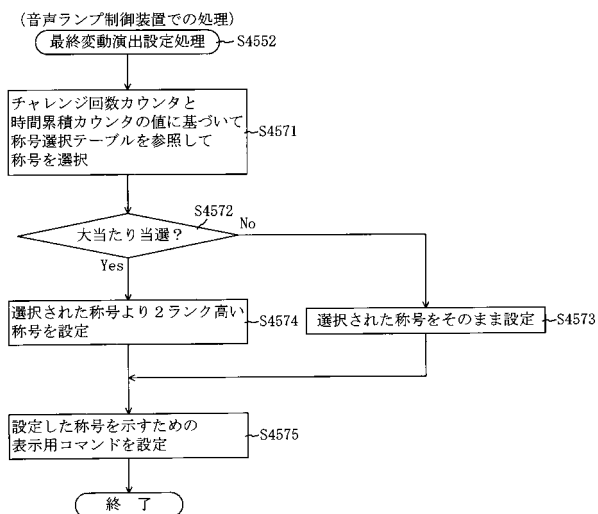 (音声ランプ制御装置での処理)
最終変動演出設定処理
S4552
チャレンジ回数カウンタと
時間累積カウンタの値に基づいて
称号選択テーブルを参照して
称号を選択
S4571
S4572
大当たり当選?
No
Yes
選択された称号より2ランク高い
称号を設定
S4574
選択された称号をそのまま設定
S4573
設定した称号を示すための
表示用コマンドを設定
S4575
終 了